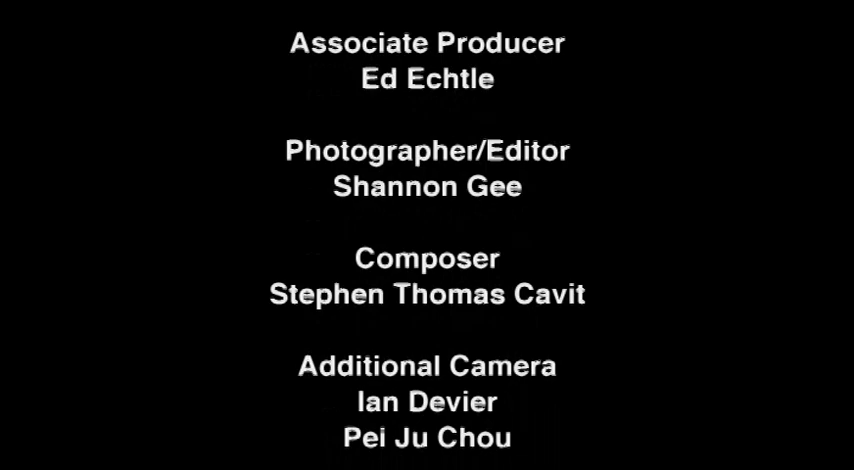 Associate Producer
Ed Echtle
Photographer/Editor
Shannon Gee
Composer
Stephen Thomas Cavit
Additional Camera
Ian Devier
Pei Ju Chou